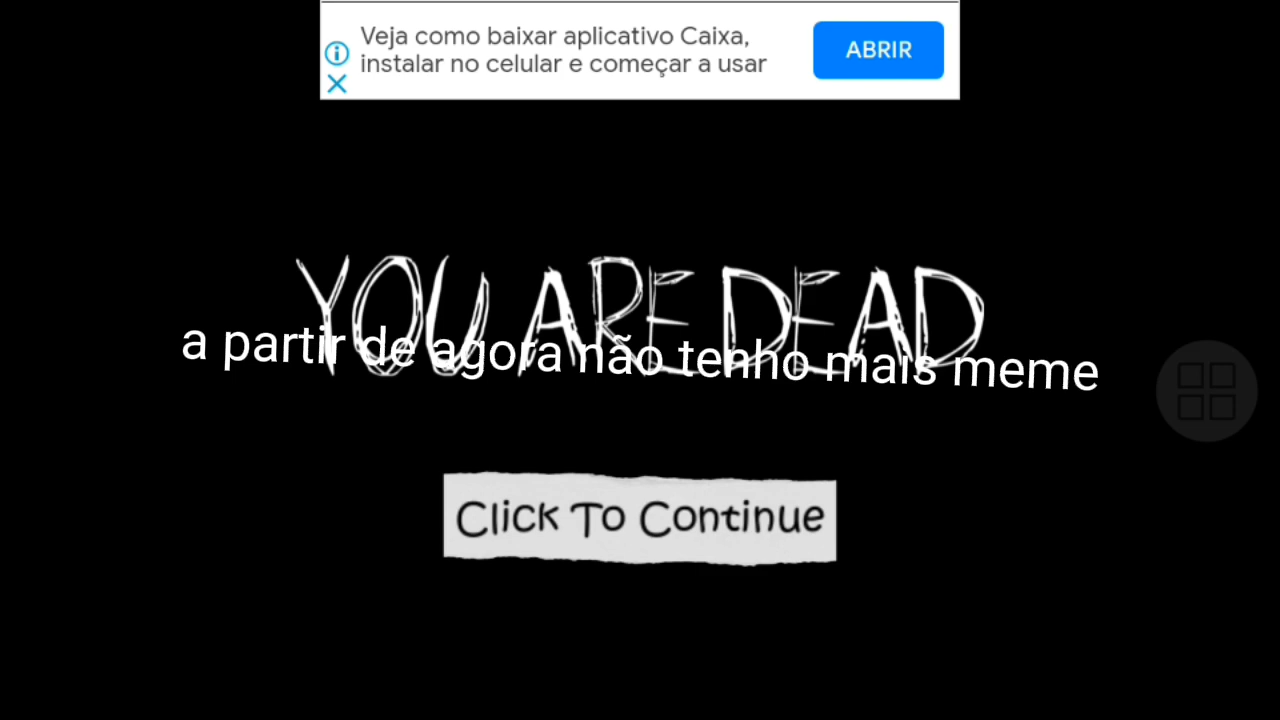 Veja como baixar aplicativo Caixa,
instalar no celular e começar a usar
ABRIR
YOU ARE DEAD
a partir de agora não tenho mais meme
Click To Continue